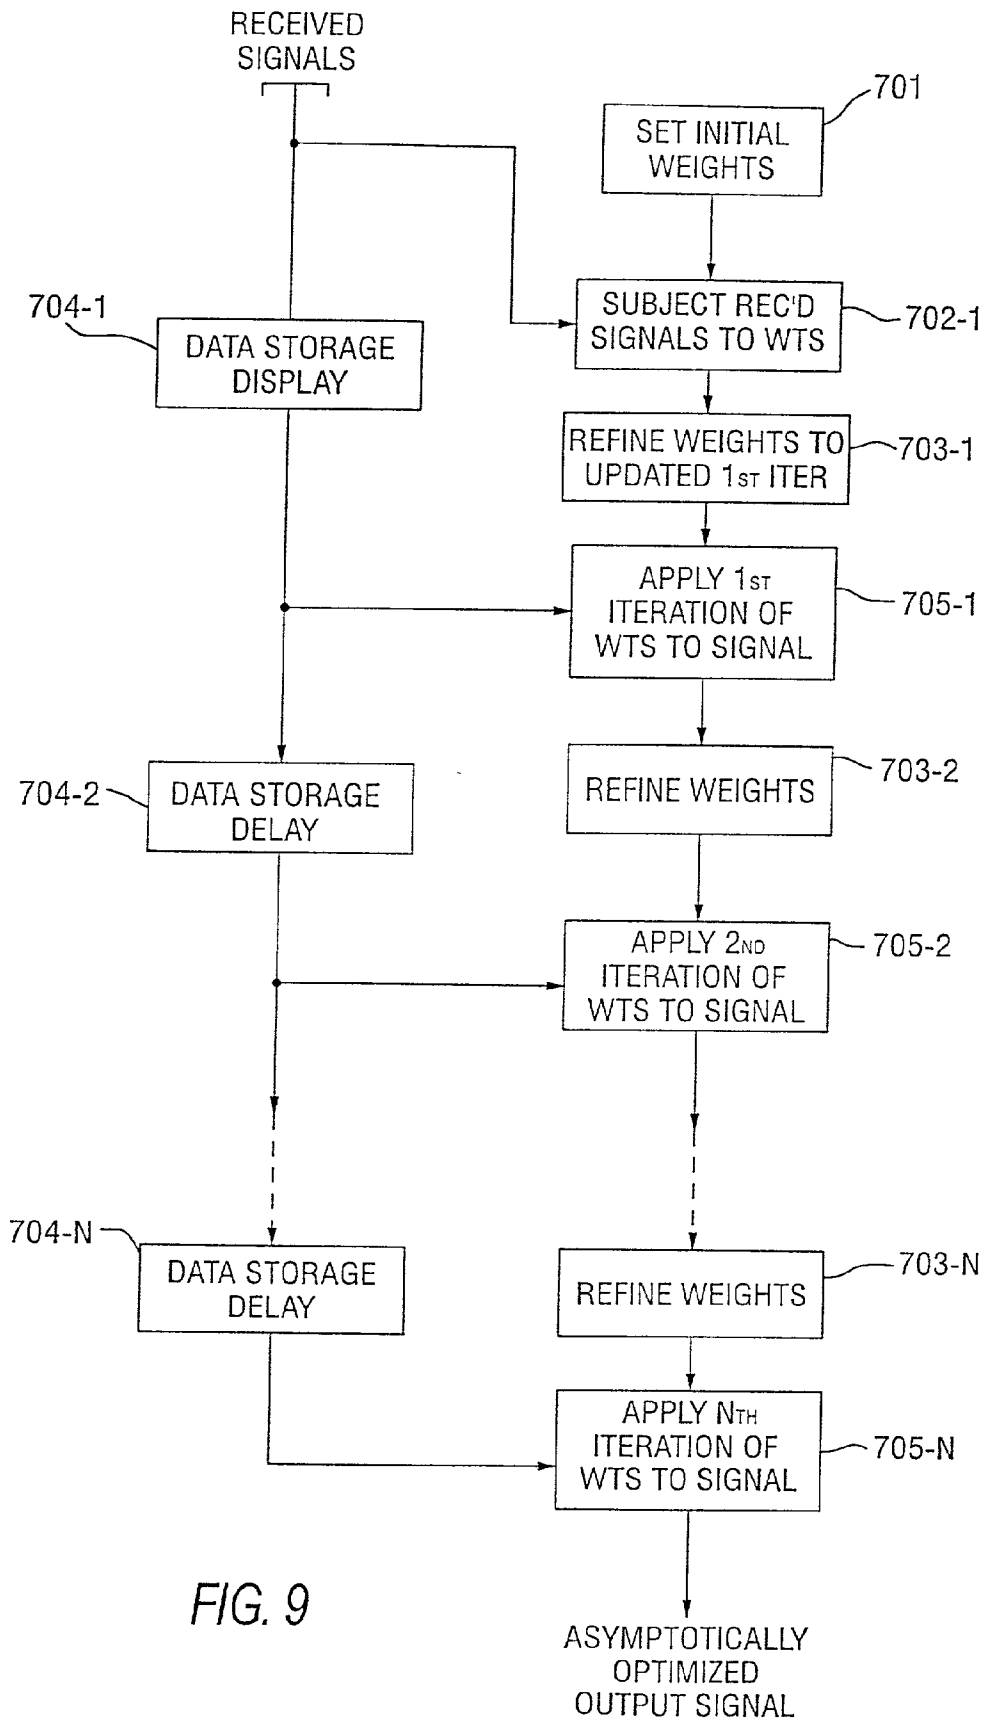 RECEIVED
SIGNALS
701
SET INITIAL
WEIGHTS
704-1
DATA STORAGE
DISPLAY
SUBJECT REC'D
SIGNALS TO WTS
702-1
REFINE WEIGHTS TO
UPDATED 1ST ITER
703-1
APPLY 1ST
ITERATION OF
WTS TO SIGNAL
705-1
704-2
DATA STORAGE
DELAY
REFINE WEIGHTS
703-2
APPLY 2ND
ITERATION OF
WTS TO SIGNAL
705-2
704-N
DATA STORAGE
DELAY
REFINE WEIGHTS
703-N
APPLY NTH
ITERATION OF
WTS TO SIGNAL
705-N
FIG. 9
ASYMPTOTICALLY
OPTIMIZED
OUTPUT SIGNAL